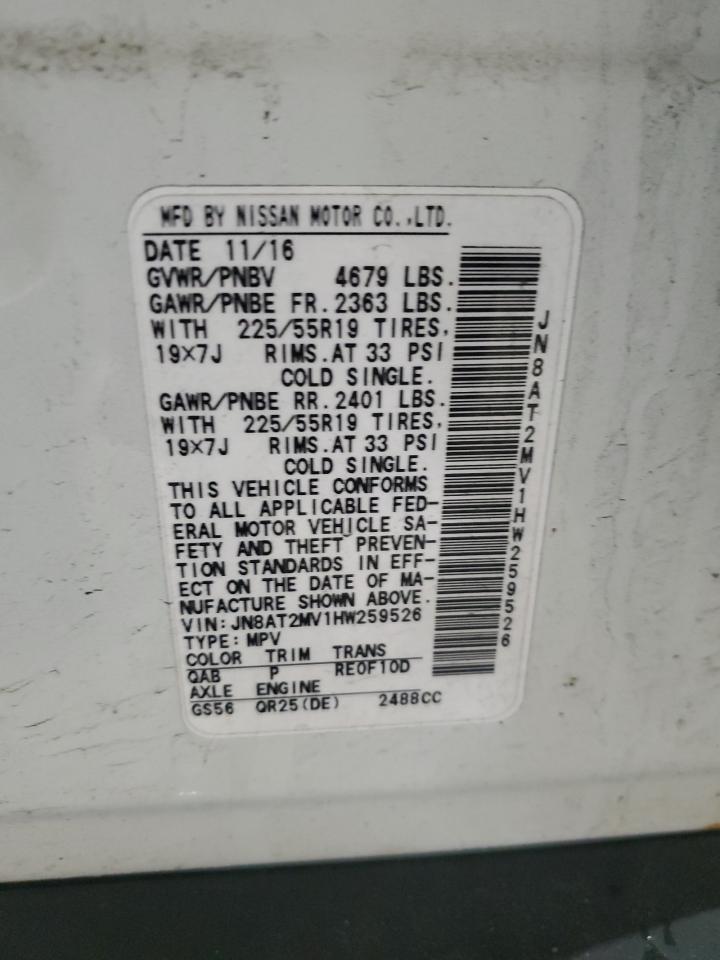 MFD BY NISSAN MOTOR CO.,LTD.
DATE 11/16
GVWR/PNBV 4679 LBS.
GAWR/PNBE FR.2363 LBS.
WITH 225/55R19 TIRES,
19×7J RIMS.AT 33 PSI
COLD SINGLE.
GAWR/PNBE RR.2401 LBS.
WITH 225/55R19 TIRES,
19×7J RIMS.AT 33 PSI
COLD SINGLE.
THIS VEHICLE CONFORMS
TO ALL APPLICABLE FED-
ERAL MOTOR VEHICLE SA-
FETY AND THEFT PREVEN-
TION STANDARDS IN EFF-
ECT ON THE DATE OF MA-
NUFACTURE SHOWN ABOVE.
VIN:JN8AT2MV1HW259526
TYPE:MPV
COLOR TRIM TRANS
QAB P RE0F10D
AXLE ENGINE
GS56 QR25(DE) 2488CC
JN8AT2MV1HW259526